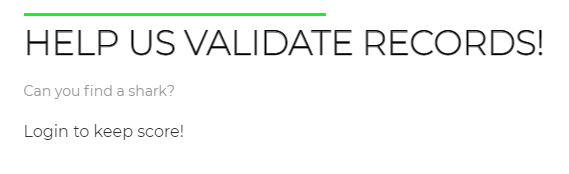 HELP US VALIDATE RECORDS!
Can you find a shark?
Login to keep score!